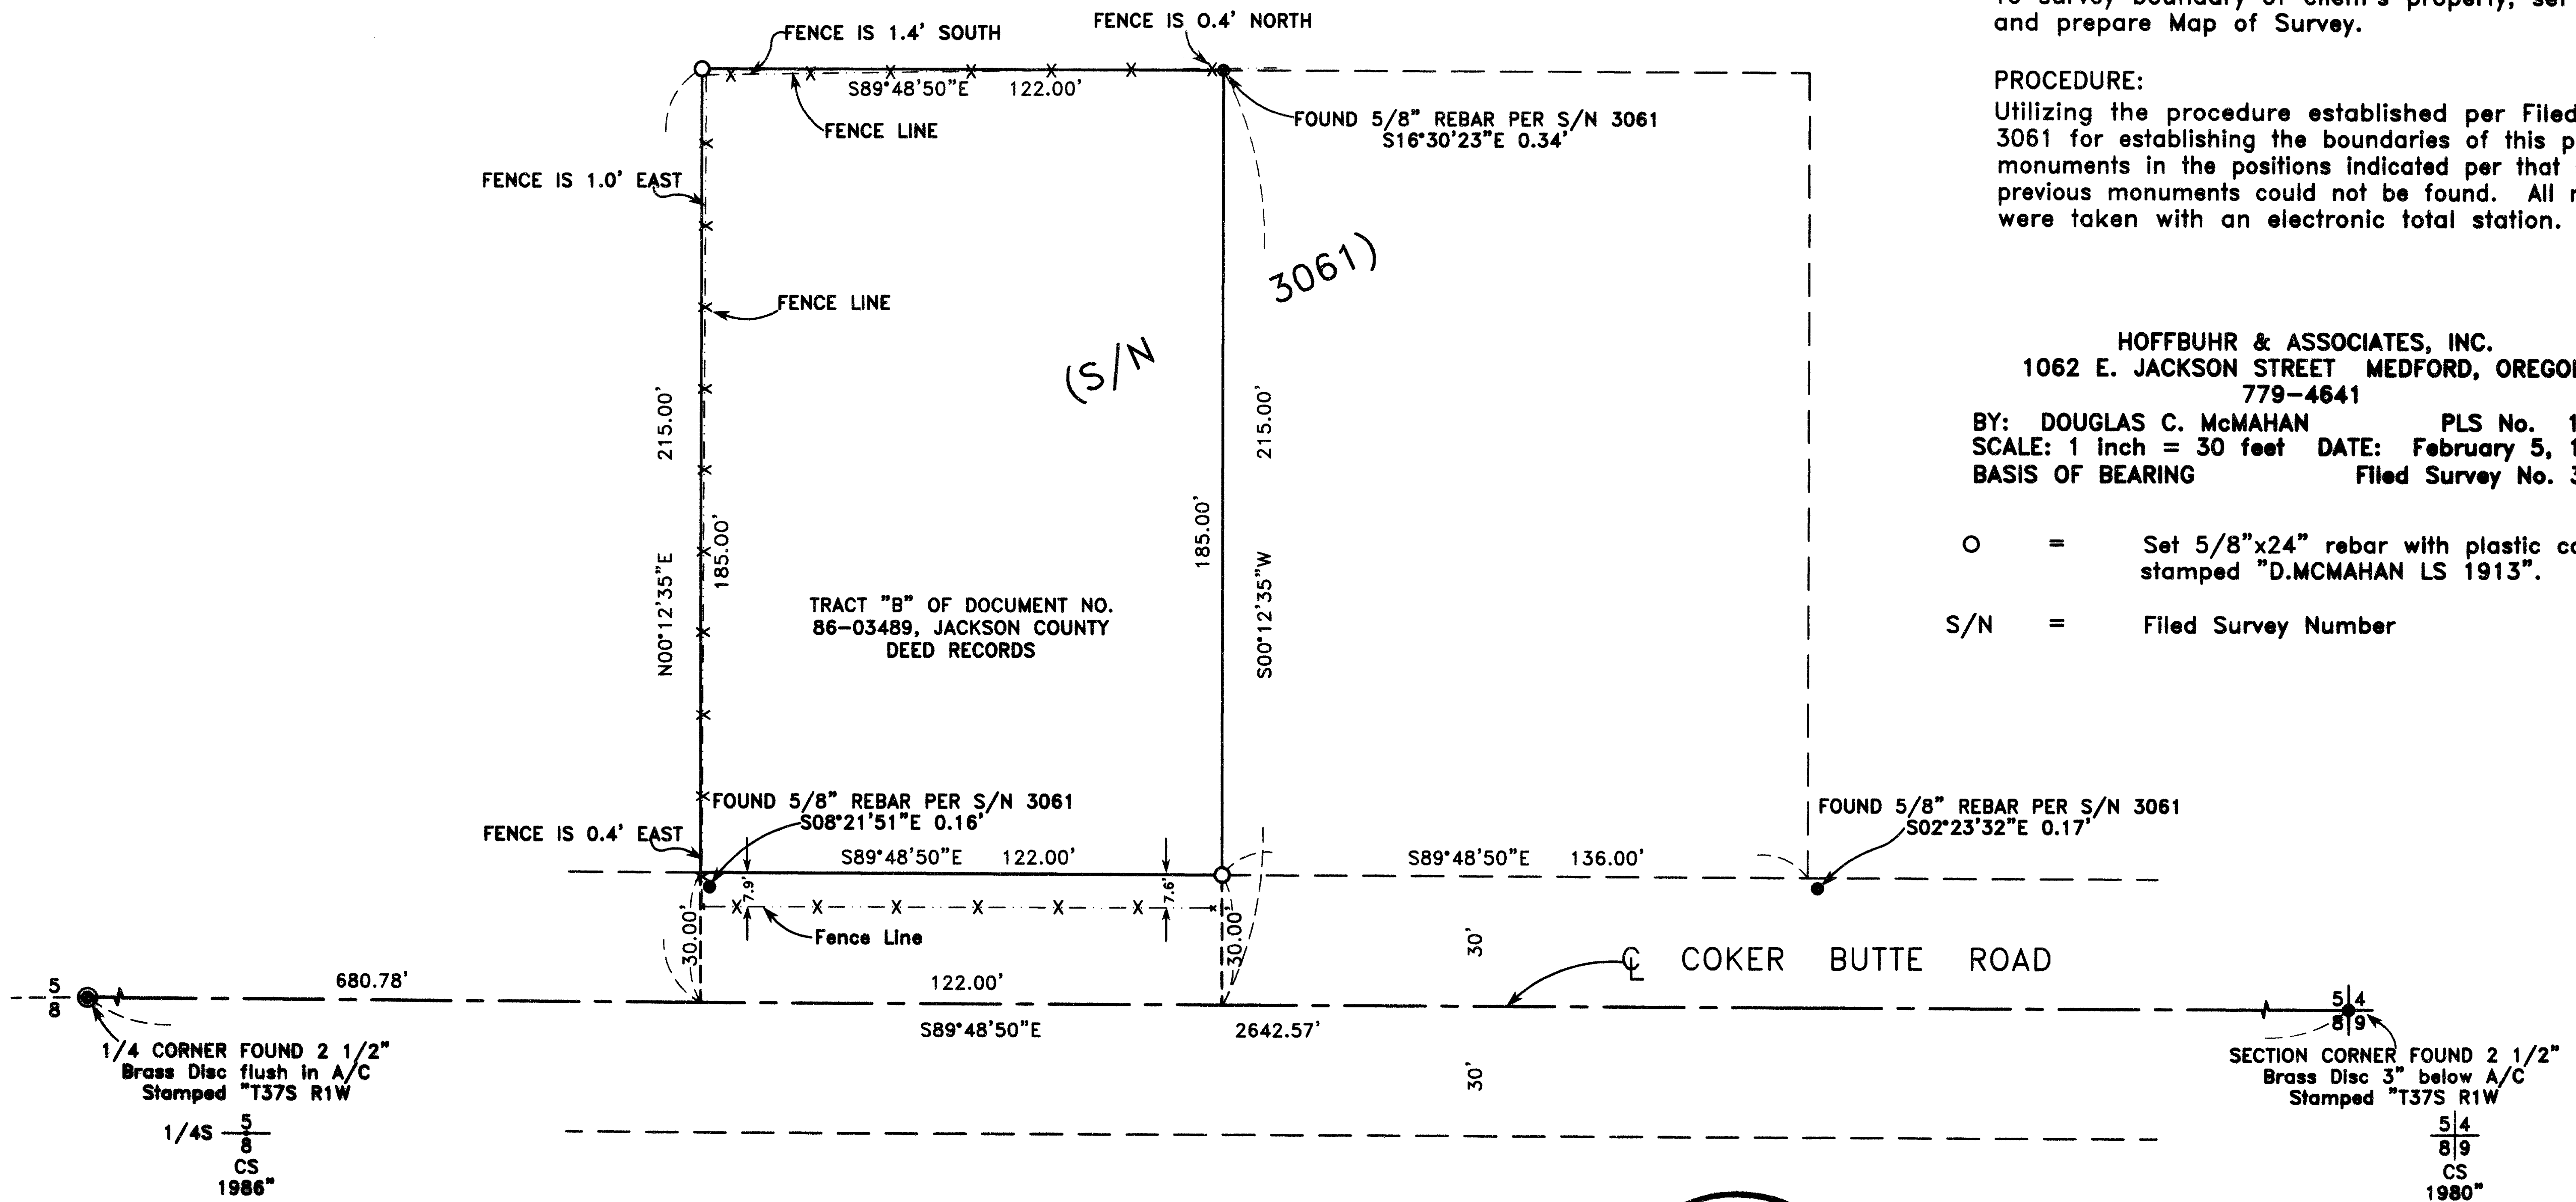 FENCE IS 1.4' SOUTH
FENCE IS 0.4' NORTH
S89°48'50"E 122.00'
FENCE LINE
FOUND 5/8" REBAR PER S/N 3061
S16°30'23"E 0.34'
FENCE IS 1.0' EAST
FENCE LINE
(S/N 3061)
N00°12'35"E 215.00'
185.00'
185.00'
S00°12'35"W 215.00'
TRACT "B" OF DOCUMENT NO.
86-03489, JACKSON COUNTY
DEED RECORDS
FOUND 5/8" REBAR PER S/N 3061
S08°21'51"E 0.16'
FENCE IS 0.4' EAST
S89°48'50"E 122.00'
7.9'
7.6'
S89°48'50"E 136.00'
FOUND 5/8" REBAR PER S/N 3061
S02°23'32"E 0.17'
30.00'
Fence Line
30.00'
30'
℄ COKER BUTTE ROAD
5
8
680.78'
122.00'
S89°48'50"E 2642.57'
30'
1/4 CORNER FOUND 2 1/2"
Brass Disc flush in A/C
Stamped "T37S R1W
1/4S 5
8
CS
1986"
5 4
8 9
SECTION CORNER FOUND 2 1/2"
Brass Disc 3" below A/C
Stamped "T37S R1W
5 4
8 9
CS
1980"
and prepare Map of Survey.
PROCEDURE:
Utilizing the procedure established per Filed
3061 for establishing the boundaries of this
monuments in the positions indicated per that
previous monuments could not be found. All
were taken with an electronic total station.
HOFFBUHR & ASSOCIATES, INC.
1062 E. JACKSON STREET MEDFORD, OREGO
779-4641
BY: DOUGLAS C. McMAHAN PLS No. 1
SCALE: 1 inch = 30 feet DATE: February 5, 1
BASIS OF BEARING Filed Survey No. 3
O = Set 5/8"x24" rebar with plastic
stamped "D.MCMAHAN LS 1913".
S/N = Filed Survey Number